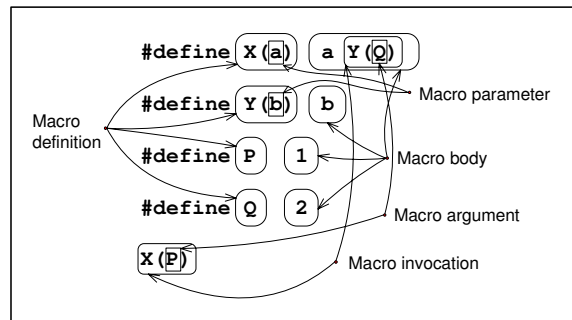 #define X(a) a Y(Q)
#define Y(b) b
Macro parameter
Macro
definition
#define P 1
Macro body
#define Q 2
Macro argument
X(P)
Macro invocation